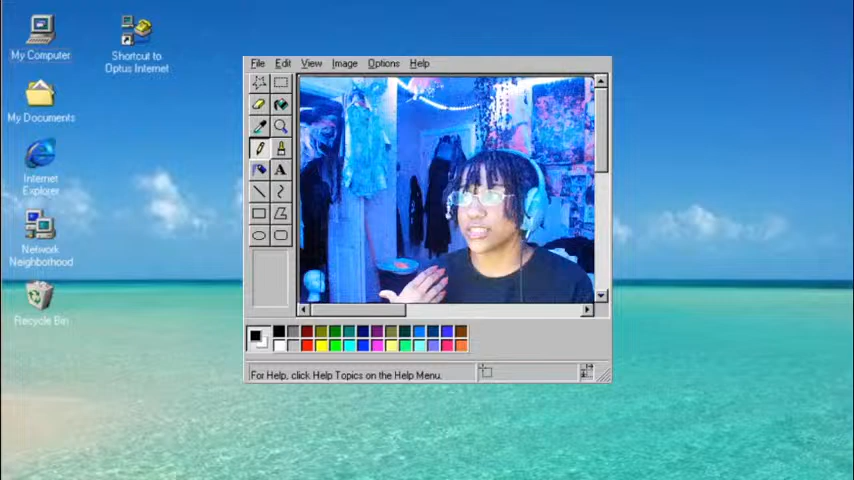 File Edit View Image Options Help
My Computer
Shortcut to
Optus Internet
My Documents
Internet
Explorer
Network
Neighborhood
Recycle Bin
A
For Help, click Help Topics on the Help Menu.